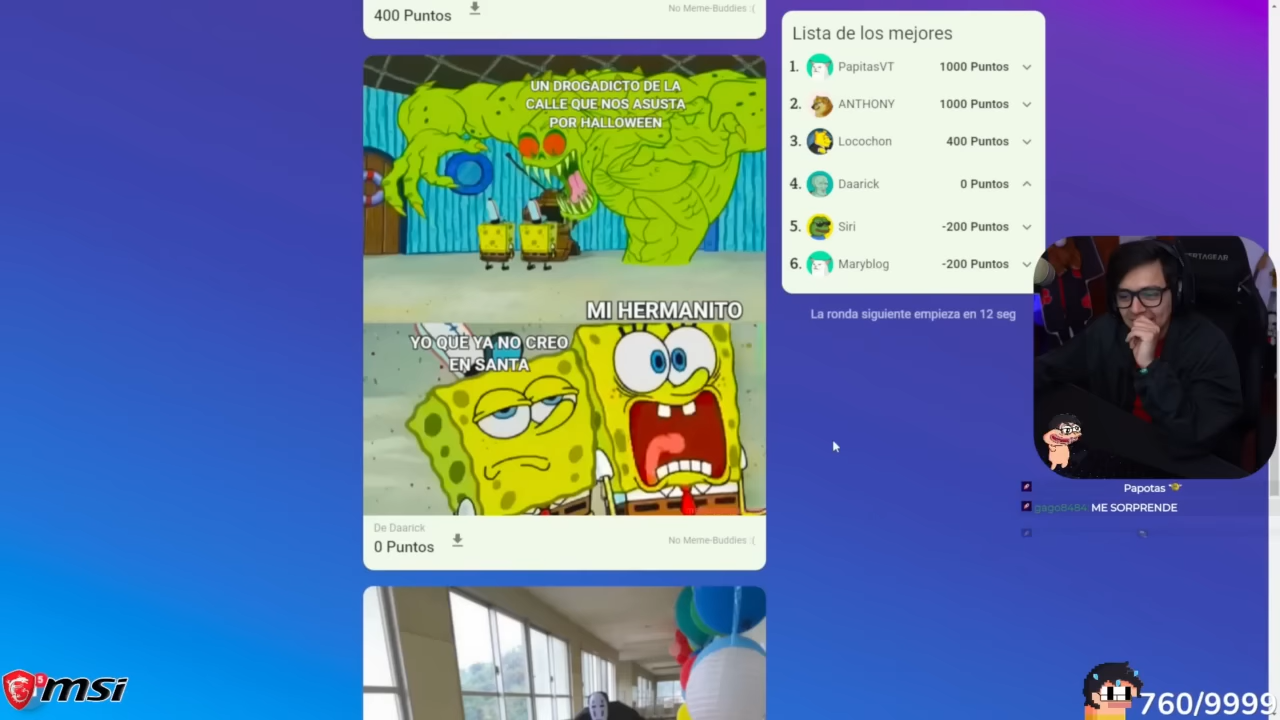 400 Puntos
No Meme-Buddies :(
UN DROGADICTO DE LA
CALLE QUE NOS ASUSTA
POR HALLOWEEN
MI HERMANITO
YO QUE YA NO CREO
EN SANTA
De Daarick
0 Puntos
No Meme-Buddies :(
Lista de los mejores
1. PapitasVT 1000 Puntos
2. ANTHONY 1000 Puntos
3. Locochon 400 Puntos
4. Daarick 0 Puntos
5. Siri -200 Puntos
6. Maryblog -200 Puntos
La ronda siguiente empieza en 12 seg
Papotas
gago8484: ME SORPRENDE
msi
760/9999